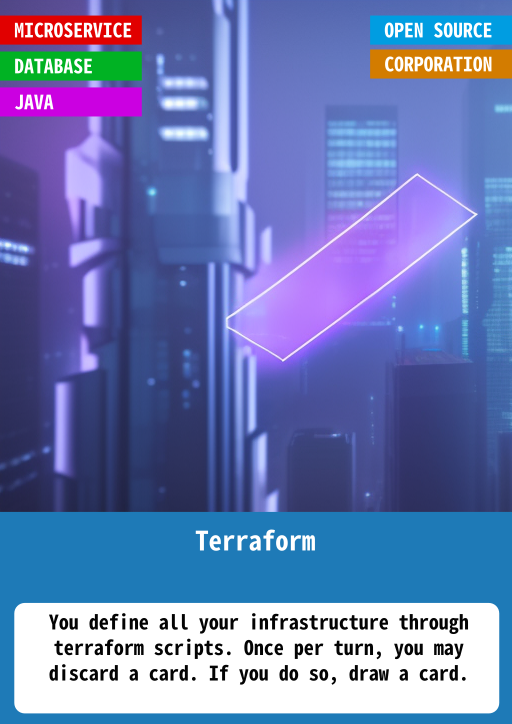 MICROSERVICE
DATABASE
JAVA
OPEN SOURCE
CORPORATION
Terraform
You define all your infrastructure through
terraform scripts. Once per turn, you may
discard a card. If you do so, draw a card.